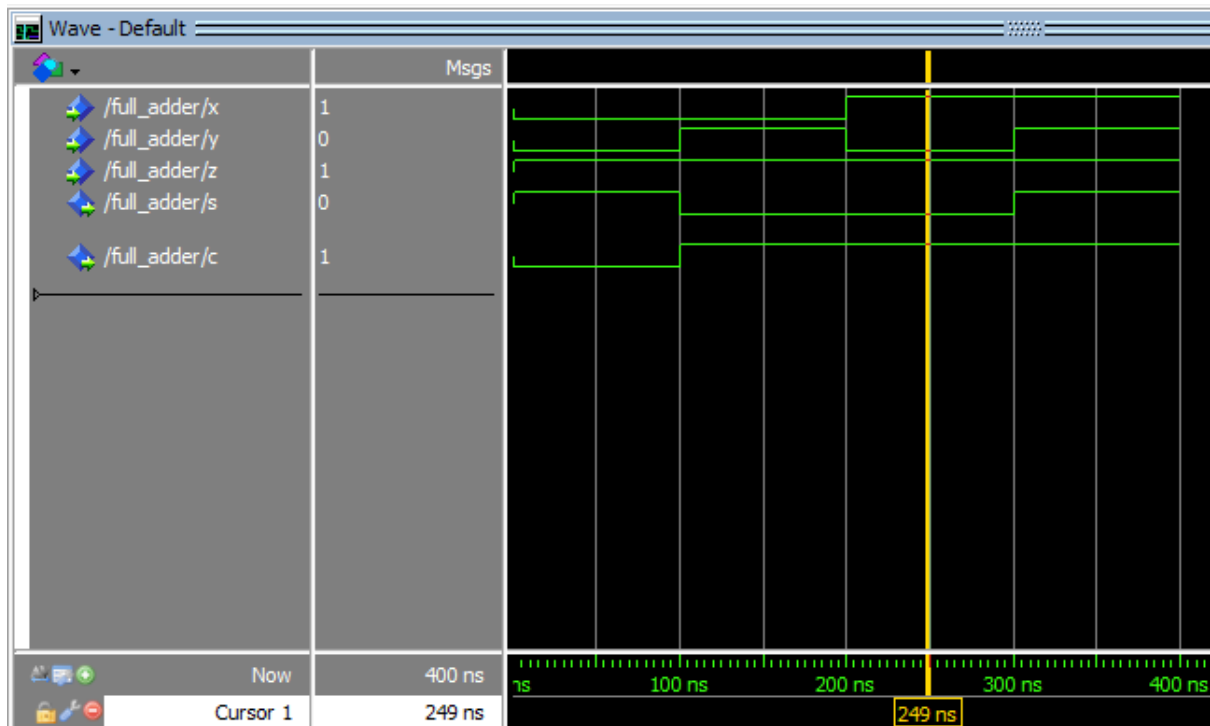 Wave - Default
Msgs
/full_adder/x 1
/full_adder/y 0
/full_adder/z 1
/full_adder/s 0
/full_adder/c 1
Now 400 ns
ns 100 ns 200 ns 300 ns 400 ns
Cursor 1 249 ns
249 ns